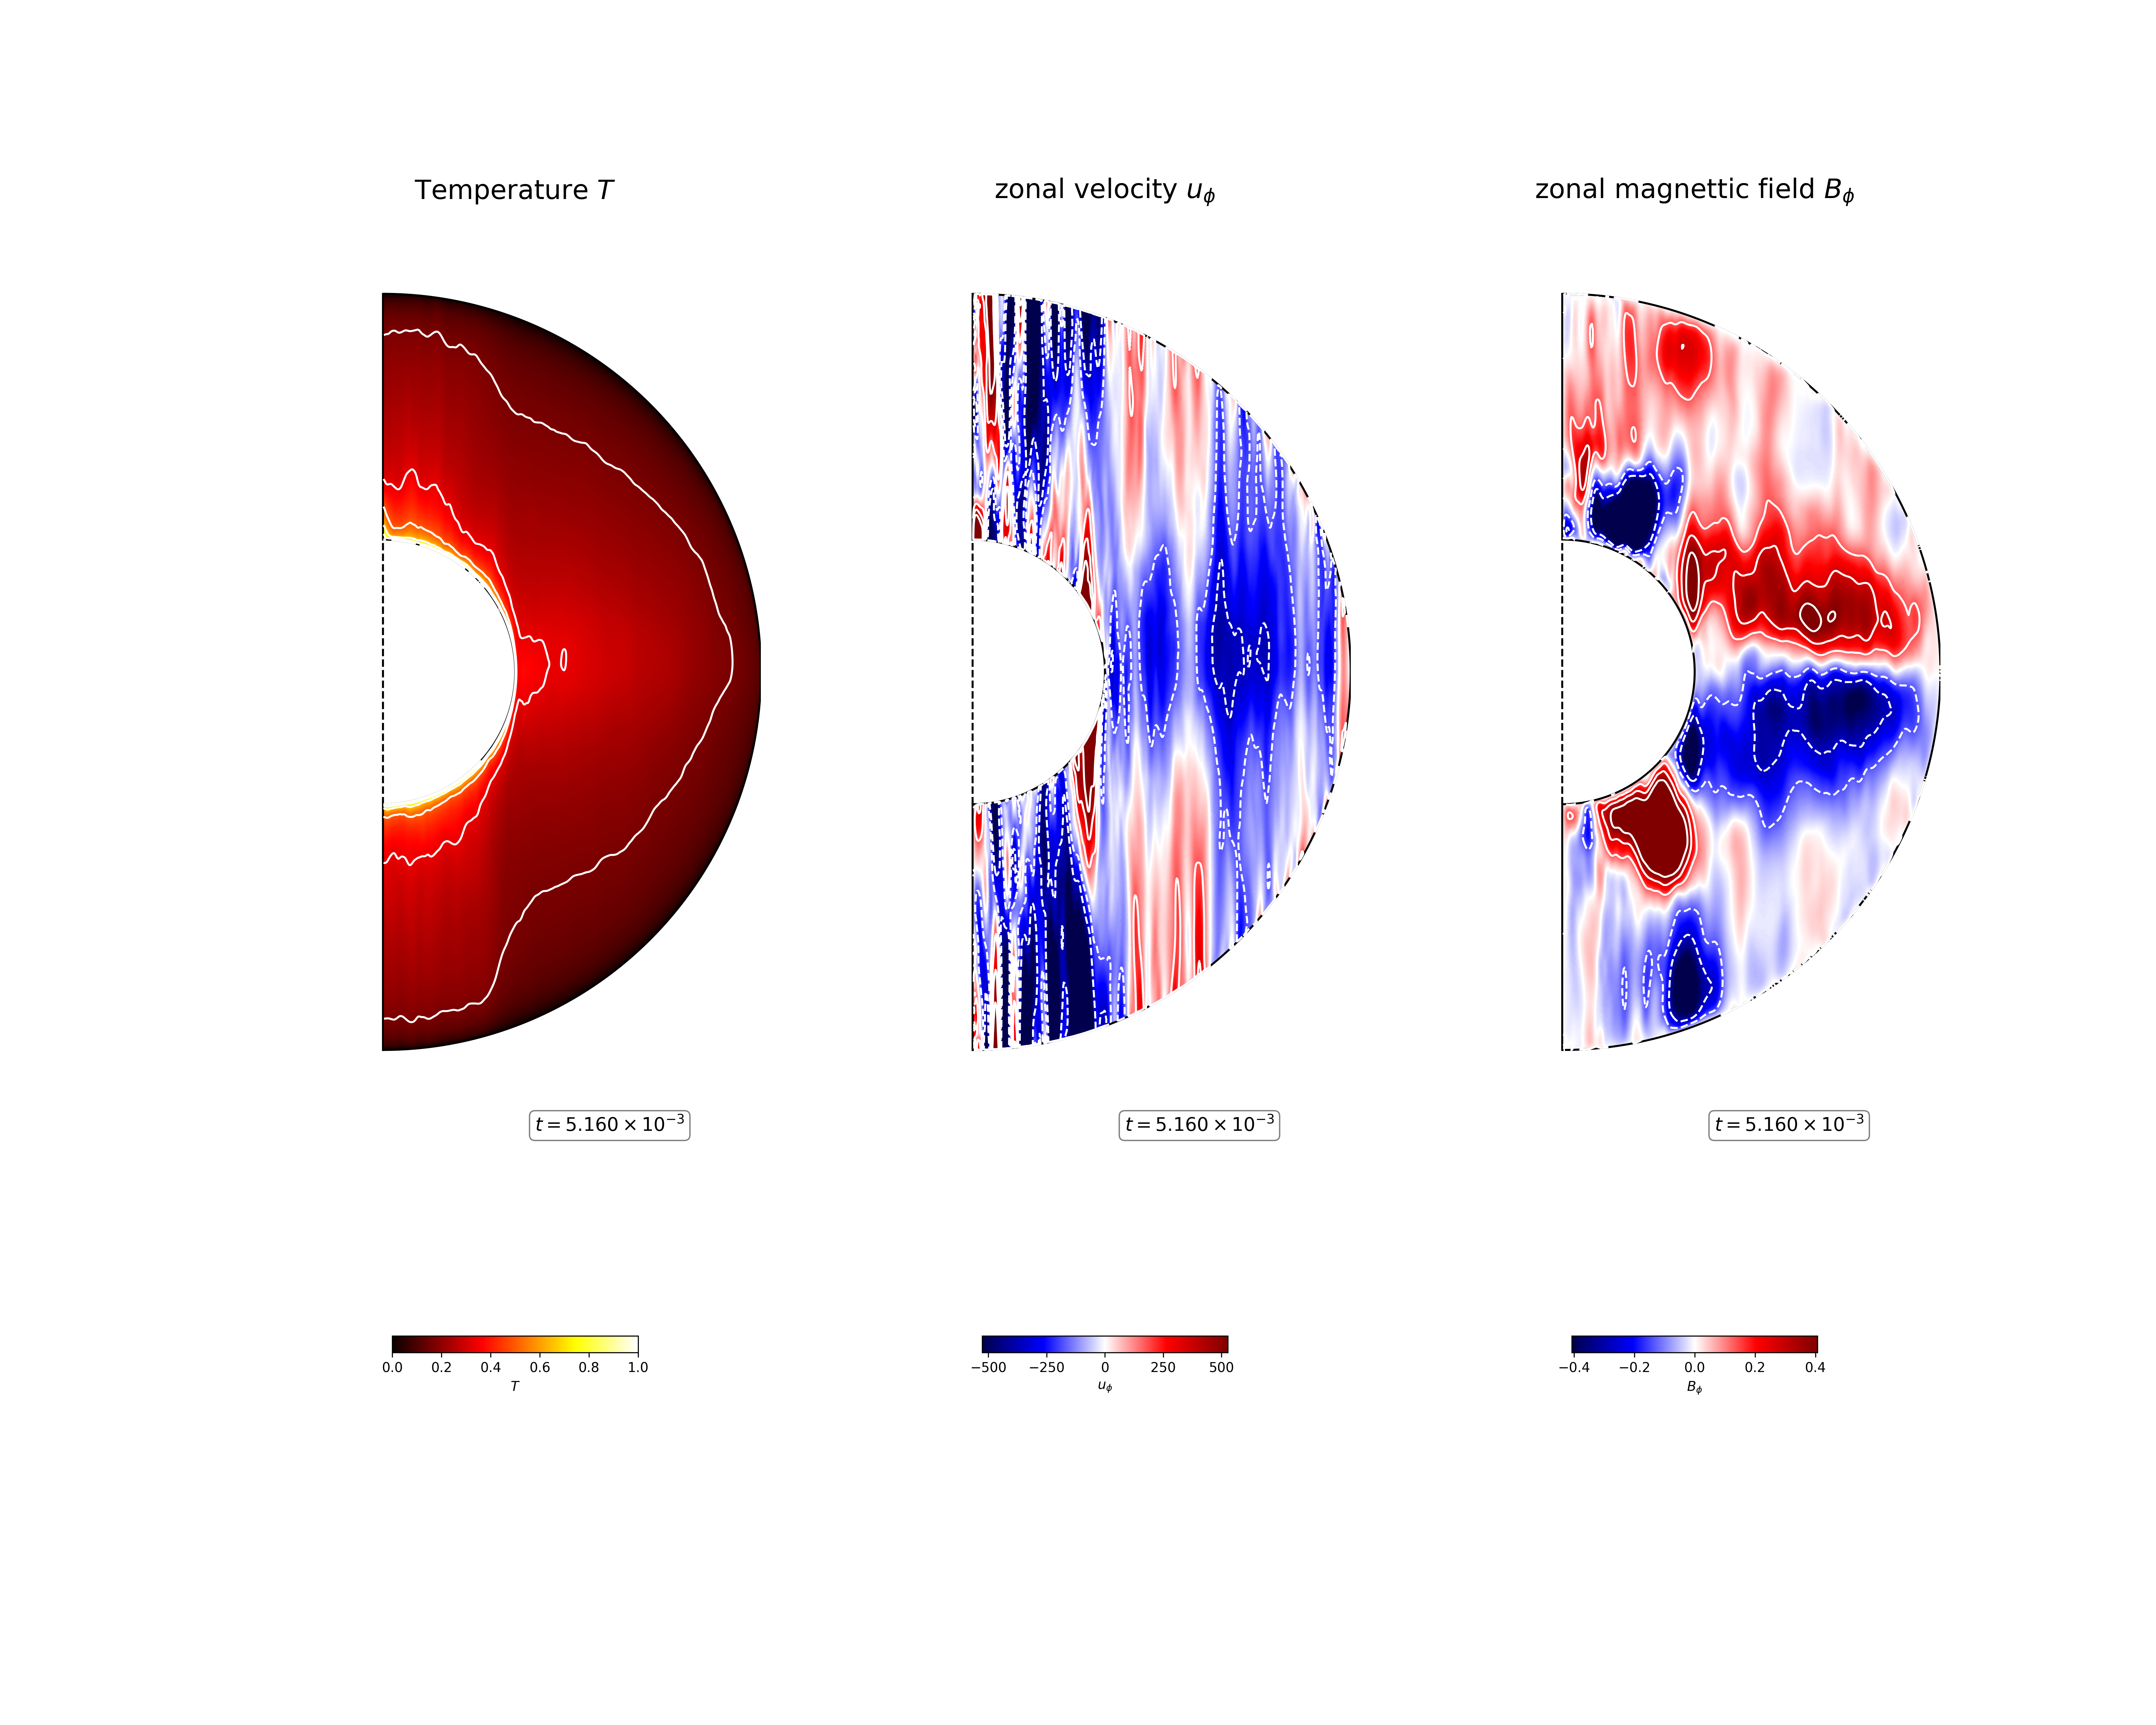 Temperature T
zonal velocity u_ϕ
zonal magnettic field B_ϕ
t = 5.160 × 10⁻³
t = 5.160 × 10⁻³
t = 5.160 × 10⁻³
0.0 0.2 0.4 0.6 0.8 1.0
T
−500 −250 0 250 500
u_ϕ
−0.4 −0.2 0.0 0.2 0.4
B_ϕ